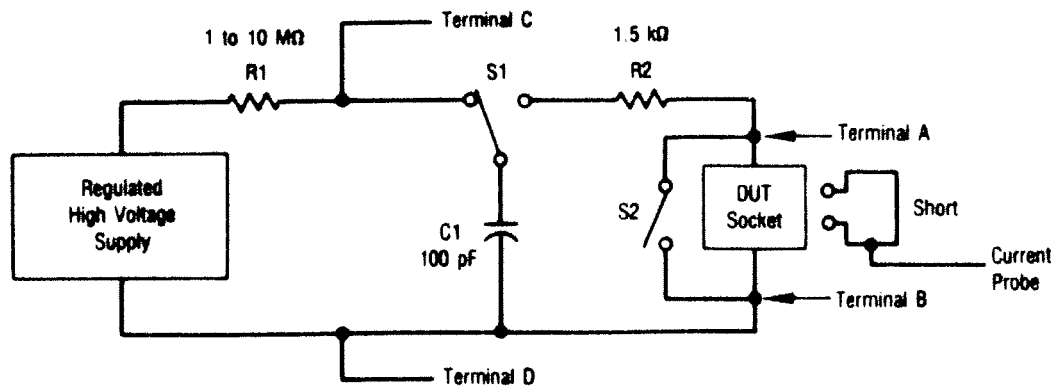 Terminal C
1 to 10 MΩ
R1
S1
1.5 kΩ
R2
Terminal A
Regulated
High Voltage
Supply
C1
100 pF
S2
DUT
Socket
Short
Current
Probe
Terminal B
Terminal D